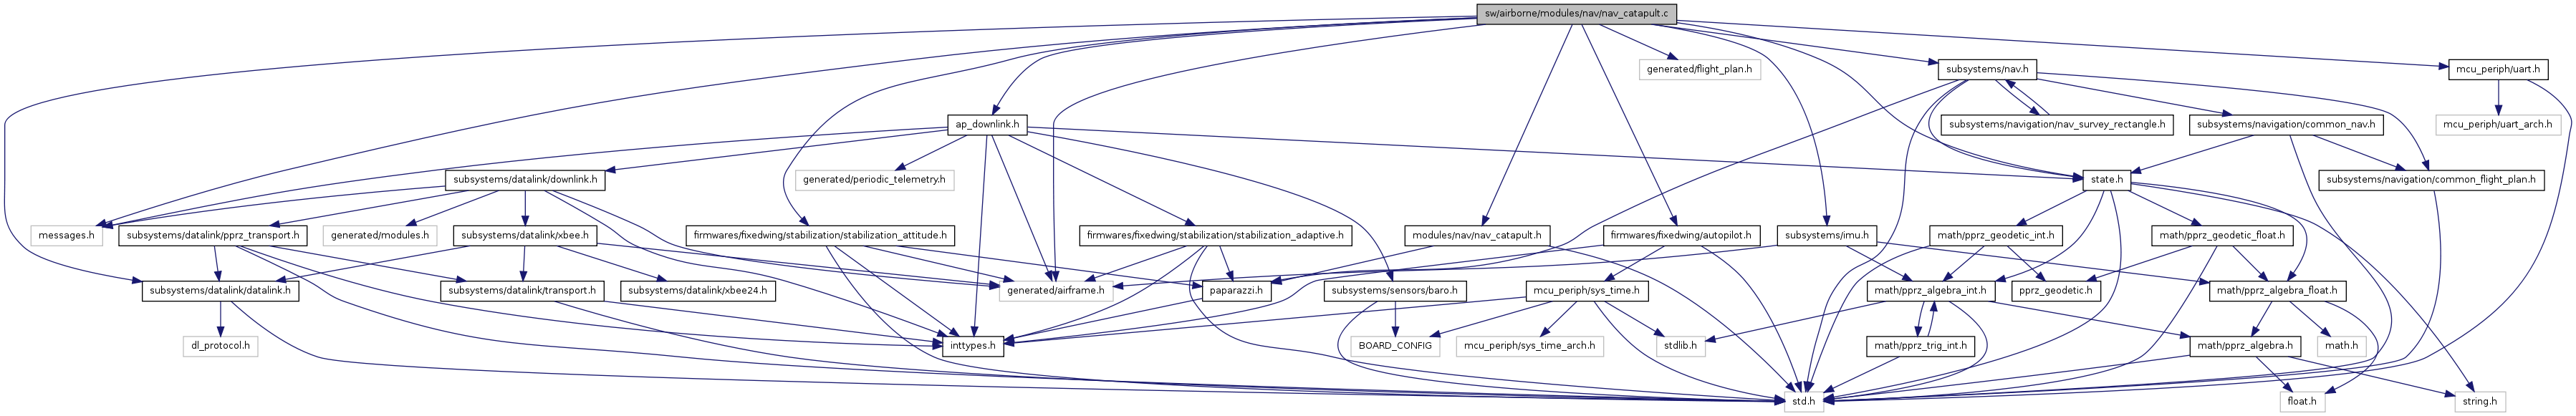 sw/airborne/modules/nav/nav_catapult.c
generated/flight_plan.h
subsystems/nav.h
mcu_periph/uart.h
ap_downlink.h
subsystems/navigation/nav_survey_rectangle.h
subsystems/navigation/common_nav.h
mcu_periph/uart_arch.h
subsystems/datalink/downlink.h
generated/periodic_telemetry.h
state.h
subsystems/navigation/common_flight_plan.h
messages.h
subsystems/datalink/pprz_transport.h
generated/modules.h
subsystems/datalink/xbee.h
firmwares/fixedwing/stabilization/stabilization_attitude.h
firmwares/fixedwing/stabilization/stabilization_adaptive.h
modules/nav/nav_catapult.h
firmwares/fixedwing/autopilot.h
subsystems/imu.h
math/pprz_geodetic_int.h
math/pprz_geodetic_float.h
subsystems/datalink/datalink.h
subsystems/datalink/transport.h
subsystems/datalink/xbee24.h
generated/airframe.h
paparazzi.h
subsystems/sensors/baro.h
mcu_periph/sys_time.h
math/pprz_algebra_int.h
pprz_geodetic.h
math/pprz_algebra_float.h
dl_protocol.h
inttypes.h
BOARD_CONFIG
mcu_periph/sys_time_arch.h
stdlib.h
math/pprz_trig_int.h
math/pprz_algebra.h
math.h
std.h
float.h
string.h